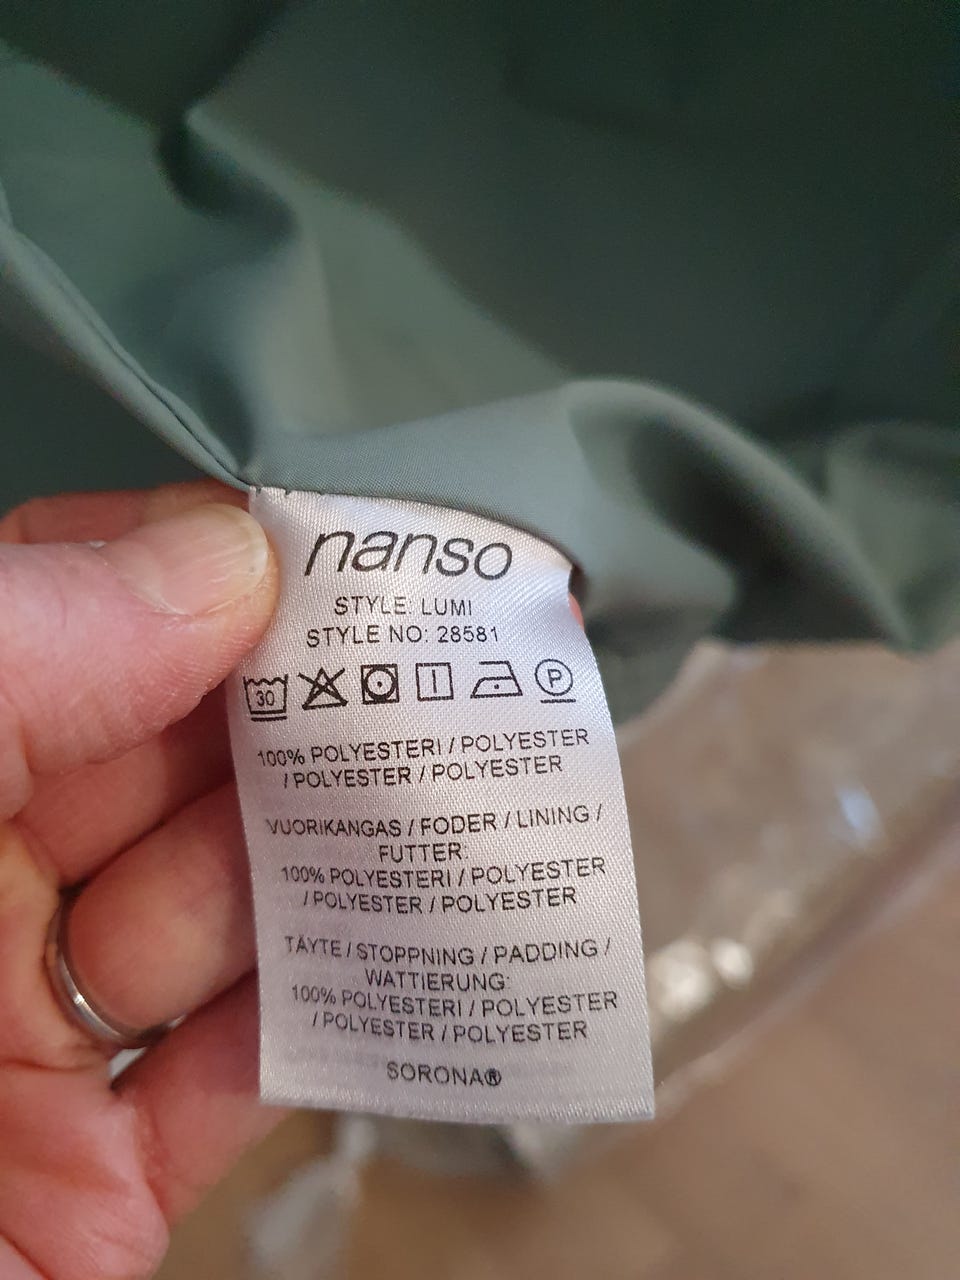 nanso
STYLE: LUMI
STYLE NO: 28581
30 P
100% POLYESTERI / POLYESTER
/ POLYESTER / POLYESTER
VUORIKANGAS / FODER / LINING /
FUTTER:
100% POLYESTERI / POLYESTER
/ POLYESTER / POLYESTER
TÄYTE / STOPPNING / PADDING /
WATTIERUNG:
100% POLYESTERI / POLYESTER
/ POLYESTER / POLYESTER
SORONA®